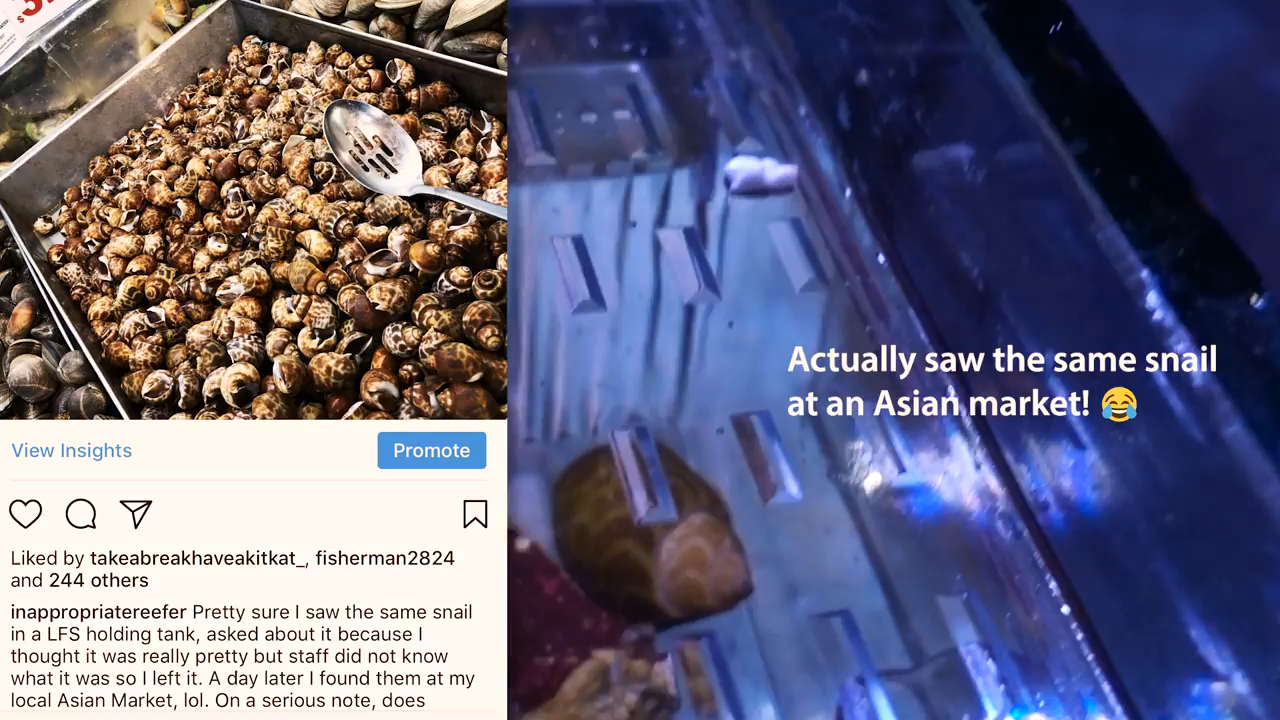 View Insights
Promote
Liked by takeabreakhaveakitkat_, fisherman2824
and 244 others
inappropriatereefer Pretty sure I saw the same snail
in a LFS holding tank, asked about it because I
thought it was really pretty but staff did not know
what it was so I left it. A day later I found them at my
local Asian Market, lol. On a serious note, does
Actually saw the same snail
at an Asian market! 😂